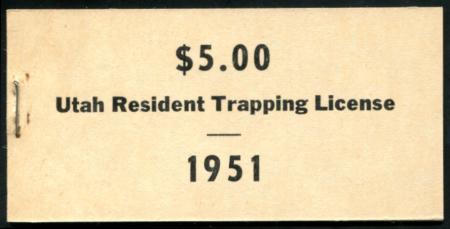 $5.00
Utah Resident Trapping License
1951